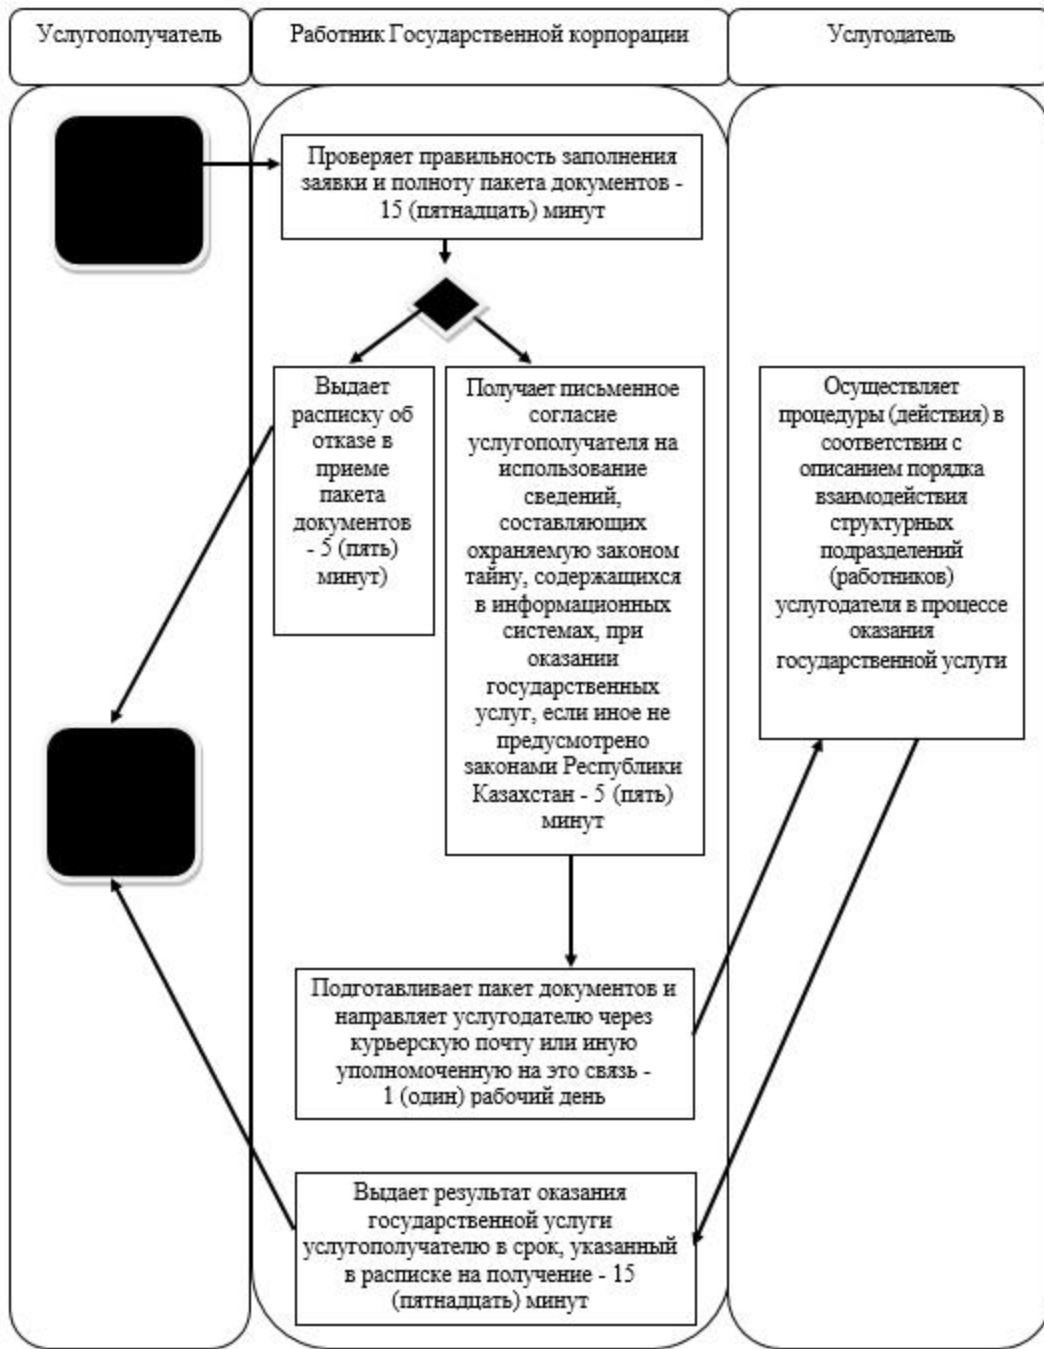 Услугополучатель
Работник Государственной корпорации
Услугодатель
Проверяет правильность заполнения
заявки и полноту пакета документов -
15 (пятнадцать) минут
Выдает
расписку об
отказе в
приеме
пакета
документов
- 5 (пять)
минут)
Получает письменное
согласие
услугополучателя на
использование
сведений,
составляющих
охраняемую законом
тайну, содержащихся
в информационных
системах, при
оказании
государственных
услуг, если иное не
предусмотрено
законами Республики
Казахстан - 5 (пять)
минут
Осуществляет
процедуры (действия) в
соответствии с
описанием порядка
взаимодействия
структурных
подразделений
(работников)
услугодателя в процессе
оказания
государственной услуги
Подготавливает пакет документов и
направляет услугодателю через
курьерскую почту или иную
уполномоченную на это связь -
1 (один) рабочий день
Выдает результат оказания
государственной услуги
услугополучателю в срок, указанный
в расписке на получение - 15
(пятнадцать) минут